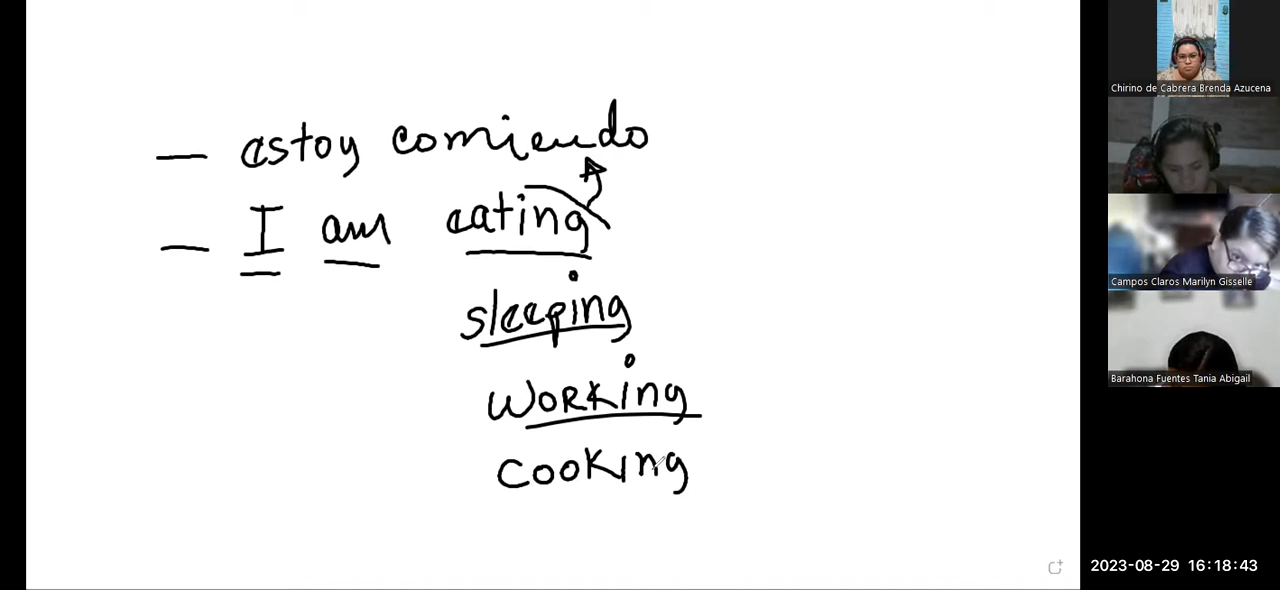 — estoy comiendo
— I am eating
sleeping
working
cooking
Chirino de Cabrera Brenda Azucena
Campos Claros Marilyn Gisselle
Barahona Fuentes Tania Abigail
2023-08-29 16:18:43